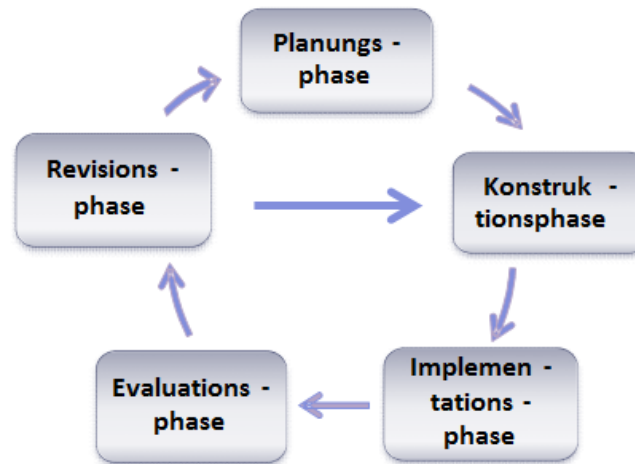 Planungs -
phase
Revisions -
phase
Konstruk -
tionsphase
Evaluations -
phase
Implemen -
tations -
phase